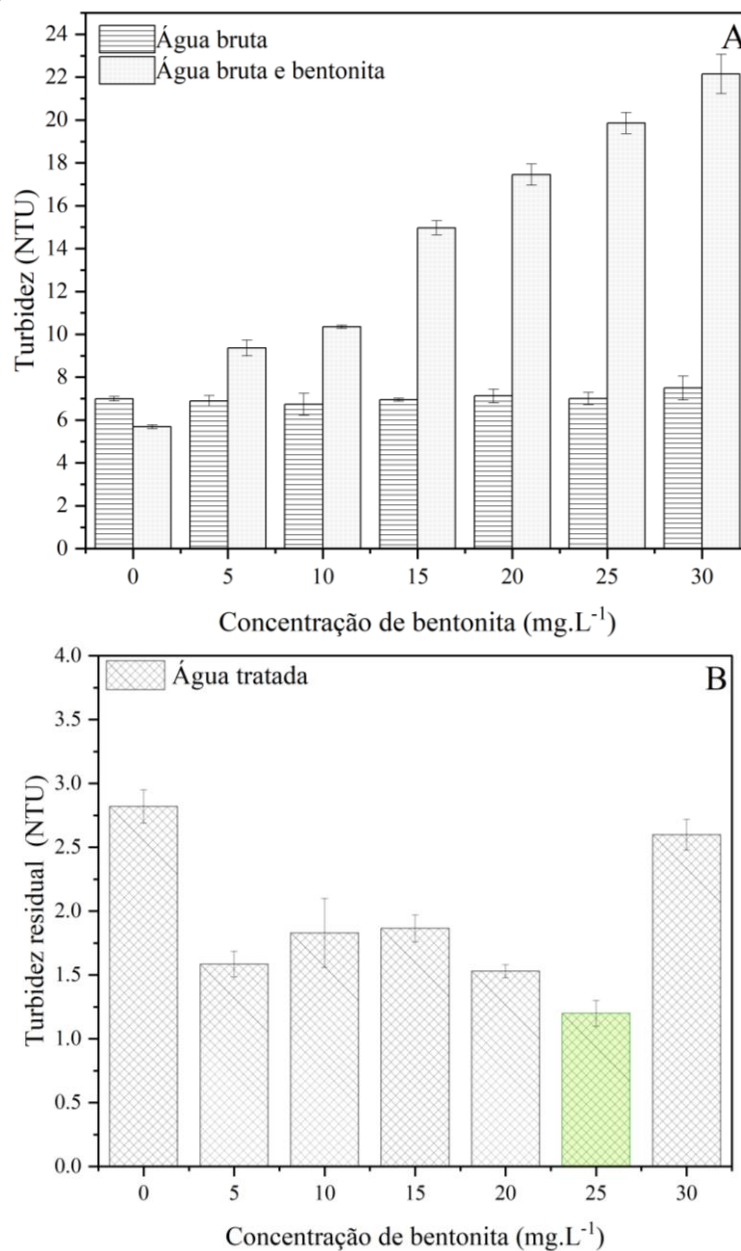 A
Água bruta
Água bruta e bentonita
24
22
20
18
16
14
12
10
8
6
4
2
0
Turbidez (NTU)
0 5 10 15 20 25 30
Concentração de bentonita (mg.L⁻¹)
B
Água tratada
4.0
3.5
3.0
2.5
2.0
1.5
1.0
0.5
0.0
Turbidez residual (NTU)
0 5 10 15 20 25 30
Concentração de bentonita (mg.L⁻¹)